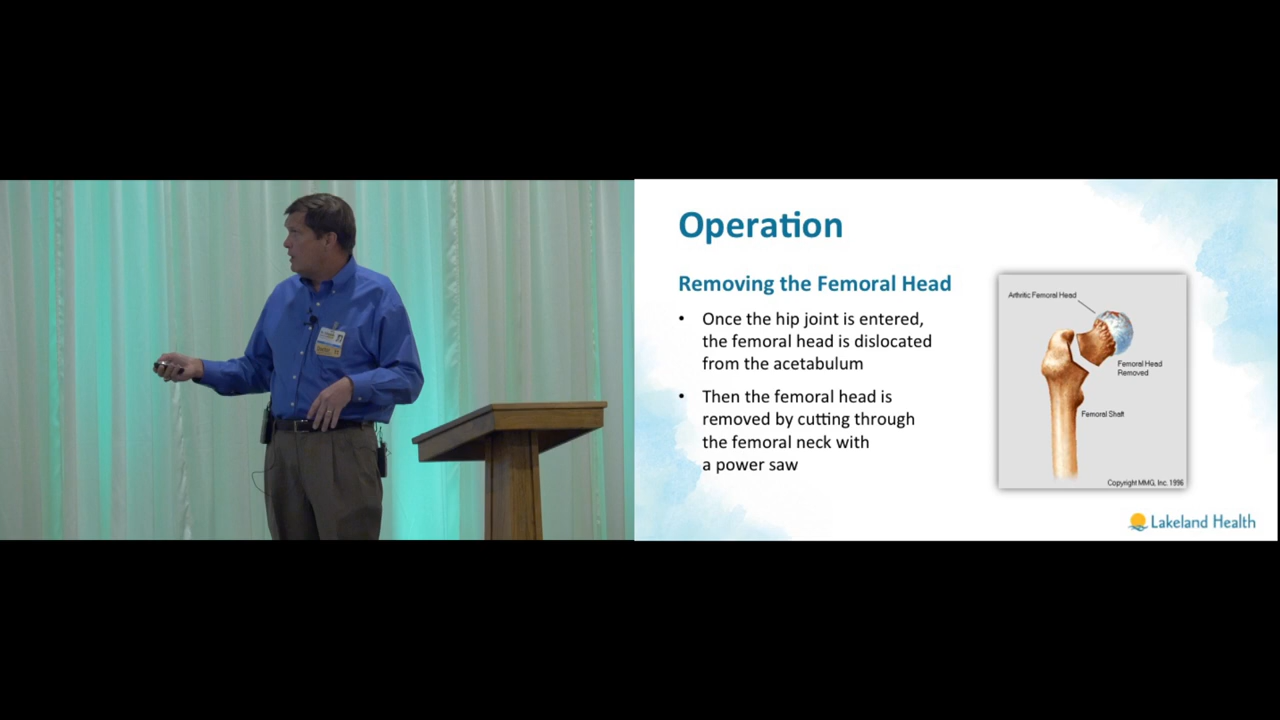 Operation
Removing the Femoral Head
• Once the hip joint is entered,
the femoral head is dislocated
from the acetabulum
• Then the femoral head is
removed by cutting through
the femoral neck with
a power saw
Arthritic Femoral Head
Femoral Head
Removed
Femoral Shaft
Copyright MMG, Inc. 1996
Lakeland Health